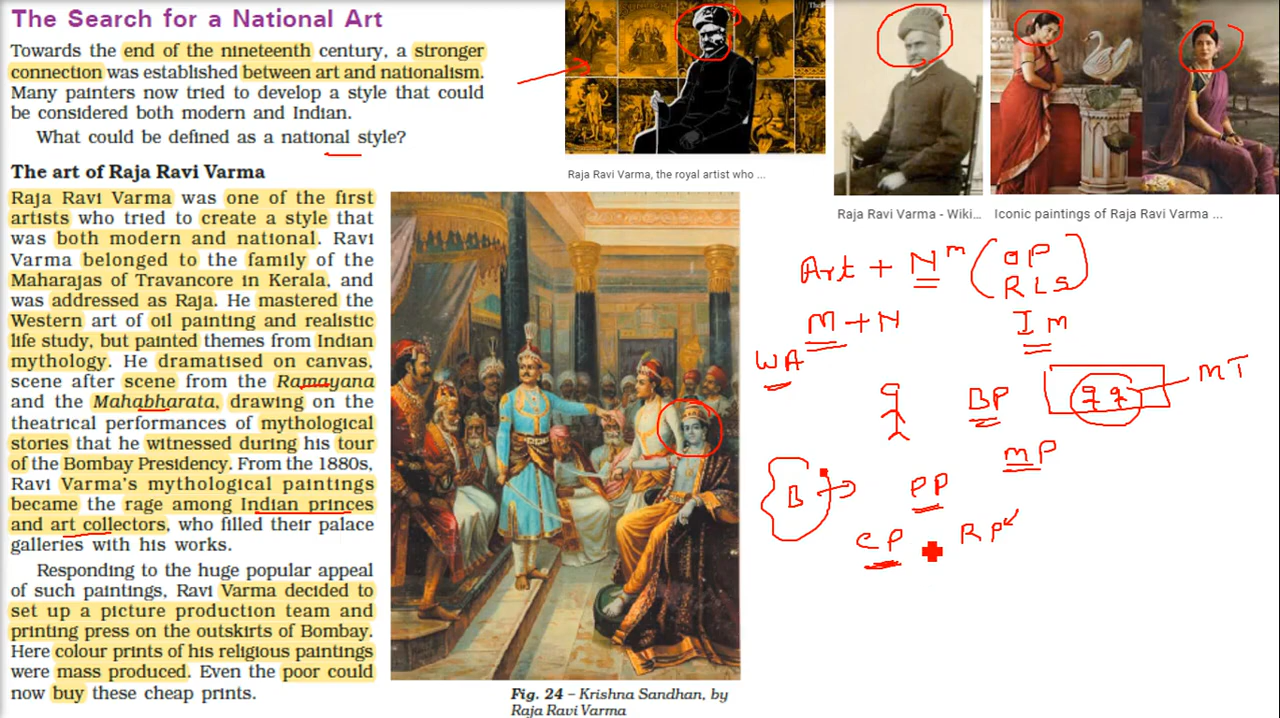 The Search for a National Art
Towards the end of the nineteenth century, a stronger
connection was established between art and nationalism.
Many painters now tried to develop a style that could
be considered both modern and Indian.
What could be defined as a national style?
The art of Raja Ravi Varma
Raja Ravi Varma was one of the first
artists who tried to create a style that
was both modern and national. Ravi
Varma belonged to the family of the
Maharajas of Travancore in Kerala, and
was addressed as Raja. He mastered the
Western art of oil painting and realistic
life study, but painted themes from Indian
mythology. He dramatised on canvas,
scene after scene from the Ramayana
and the Mahabharata, drawing on the
theatrical performances of mythological
stories that he witnessed during his tour
of the Bombay Presidency. From the 1880s,
Ravi Varma's mythological paintings
became the rage among Indian princes
and art collectors, who filled their palace
galleries with his works.
Responding to the huge popular appeal
of such paintings, Ravi Varma decided to
set up a picture production team and
printing press on the outskirts of Bombay.
Here colour prints of his religious paintings
were mass produced. Even the poor could
now buy these cheap prints.
Fig. 24 – Krishna Sandhan, by
Raja Ravi Varma
Raja Ravi Varma, the royal artist who ...
Raja Ravi Varma - Wiki...
Iconic paintings of Raja Ravi Varma ...
Art + N m ( OP
RLS )
M + N
I M
WA
BP
MT
MP
B
PP
CP
RP